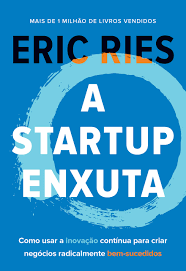 MAIS DE 1 MILHÃO DE LIVROS VENDIDOS
ERIC RIES
A
STARTUP
ENXUTA
Como usar a inovação contínua para criar
negócios radicalmente bem-sucedidos